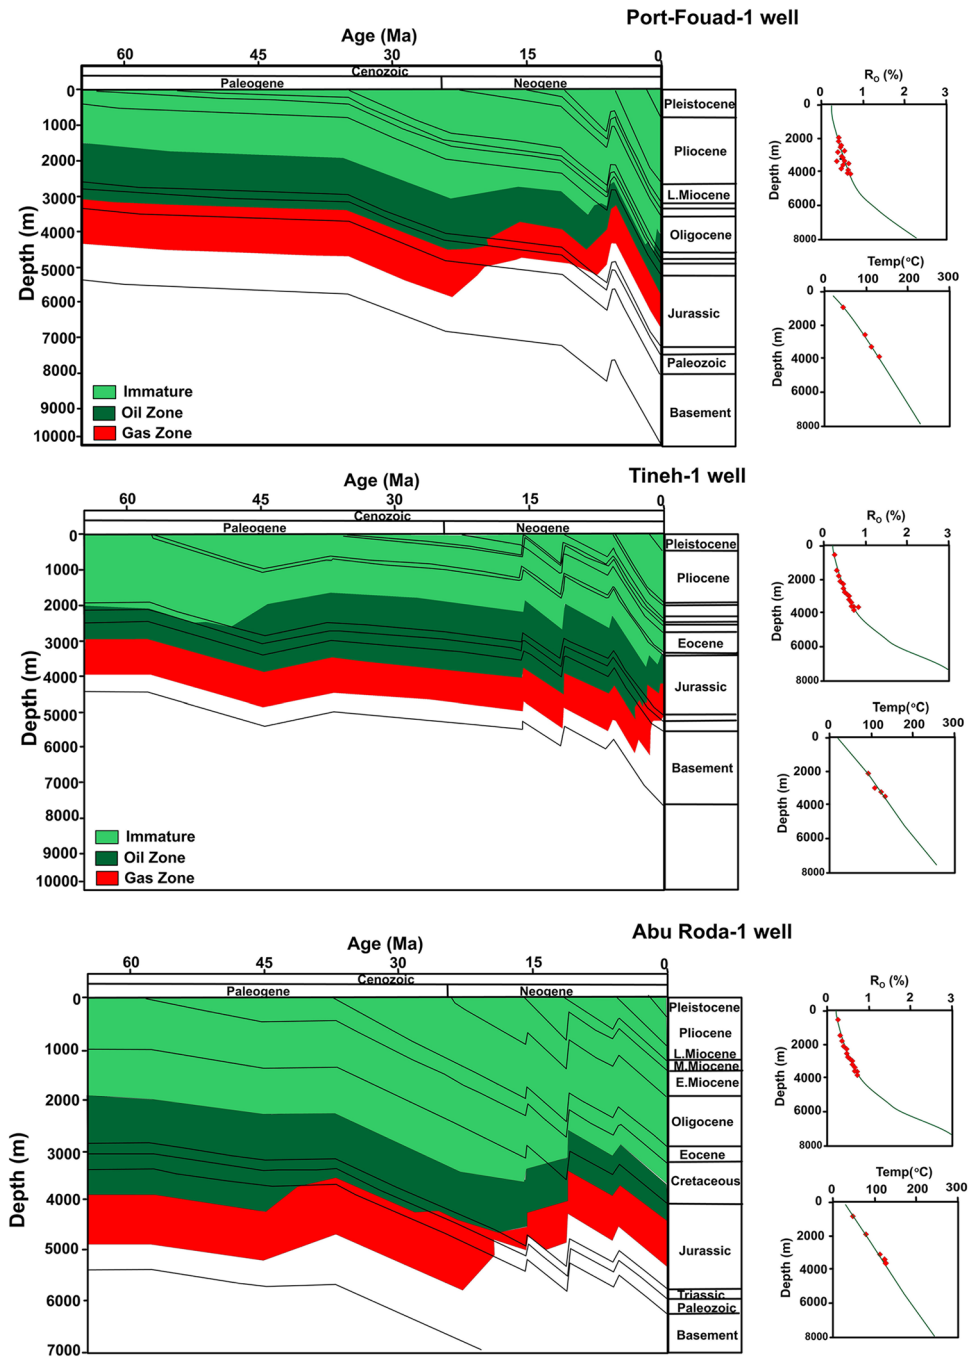 Port-Fouad-1 well
Age (Ma)
60 45 30 15 0
Cenozoic
Paleogene Neogene
Depth (m)
0
1000
2000
3000
4000
5000
6000
7000
8000
9000
10000
Immature
Oil Zone
Gas Zone
Pleistocene
Pliocene
L.Miocene
Oligocene
Jurassic
Paleozoic
Basement
RO (%)
0 1 2 3
Depth (m)
2000
4000
6000
8000
Temp(°C)
0 100 200 300
Depth (m)
0
2000
4000
6000
8000
Tineh-1 well
Age (Ma)
60 45 30 15 0
Cenozoic
Paleogene Neogene
Depth (m)
0
1000
2000
3000
4000
5000
6000
7000
8000
9000
10000
Immature
Oil Zone
Gas Zone
Pleistocene
Pliocene
Eocene
Jurassic
Basement
RO (%)
0 1 2 3
Depth (m)
0
2000
4000
6000
8000
Temp(°C)
0 100 200 300
Depth (m)
0
2000
4000
6000
8000
Abu Roda-1 well
Age (Ma)
60 45 30 15 0
Cenozoic
Paleogene Neogene
Depth (m)
0
1000
2000
3000
4000
5000
6000
7000
Pleistocene
Pliocene
L.Miocene
M.Miocene
E.Miocene
Oligocene
Eocene
Cretaceous
Jurassic
Triassic
Paleozoic
Basement
RO (%)
0 1 2 3
Depth (m)
0
2000
4000
6000
8000
Temp(°C)
0 100 200 300
Depth (m)
0
2000
4000
6000
8000